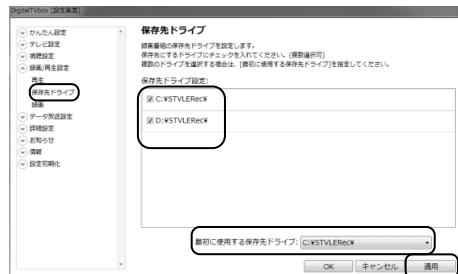 DigitalTVbox [設定画面]
かんたん設定
テレビ設定
視聴設定
録画/再生設定
再生
保存先ドライブ
録画
データ放送設定
詳細設定
お知らせ
情報
設定初期化
保存先ドライブ
録画番組の保存先ドライブを設定します。
保存先にするドライブにチェックを入れてください。(複数選択可)
複数のドライブを選択する場合は、[最初に使用する保存先ドライブ]を指定してください。
保存先ドライブ設定:
C:¥STVLERec¥
D:¥STVLERec¥
最初に使用する保存先ドライブ: C:¥STVLERec¥
OK キャンセル 適用